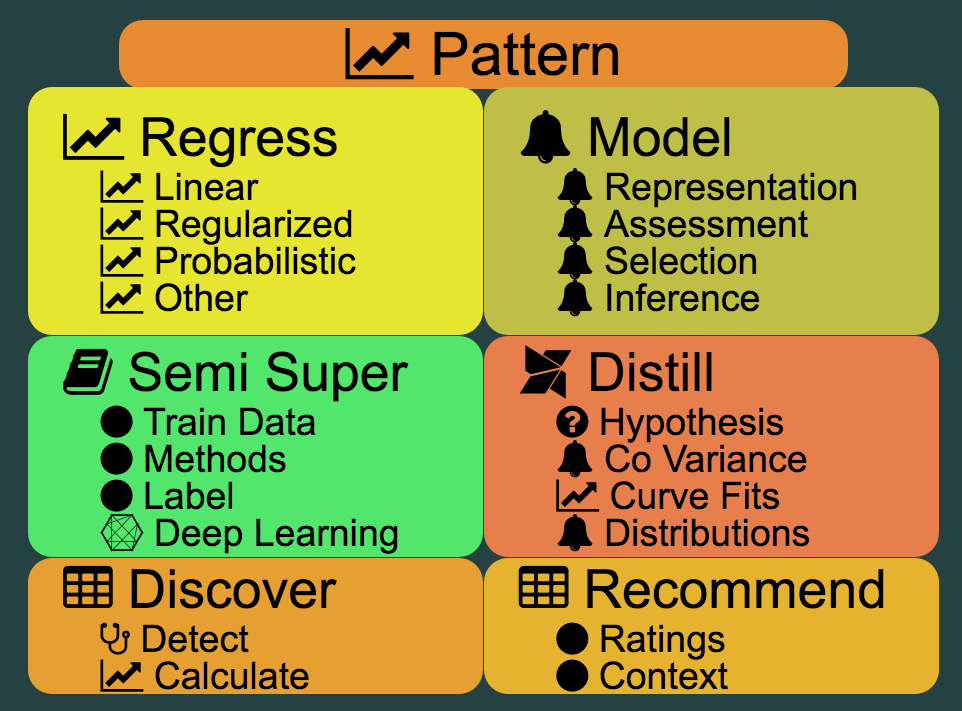 Pattern
Regress
Linear
Regularized
Probabilistic
Other
Model
Representation
Assessment
Selection
Inference
Semi Super
Train Data
Methods
Label
Deep Learning
Distill
Hypothesis
Co Variance
Curve Fits
Distributions
Discover
Detect
Calculate
Recommend
Ratings
Context